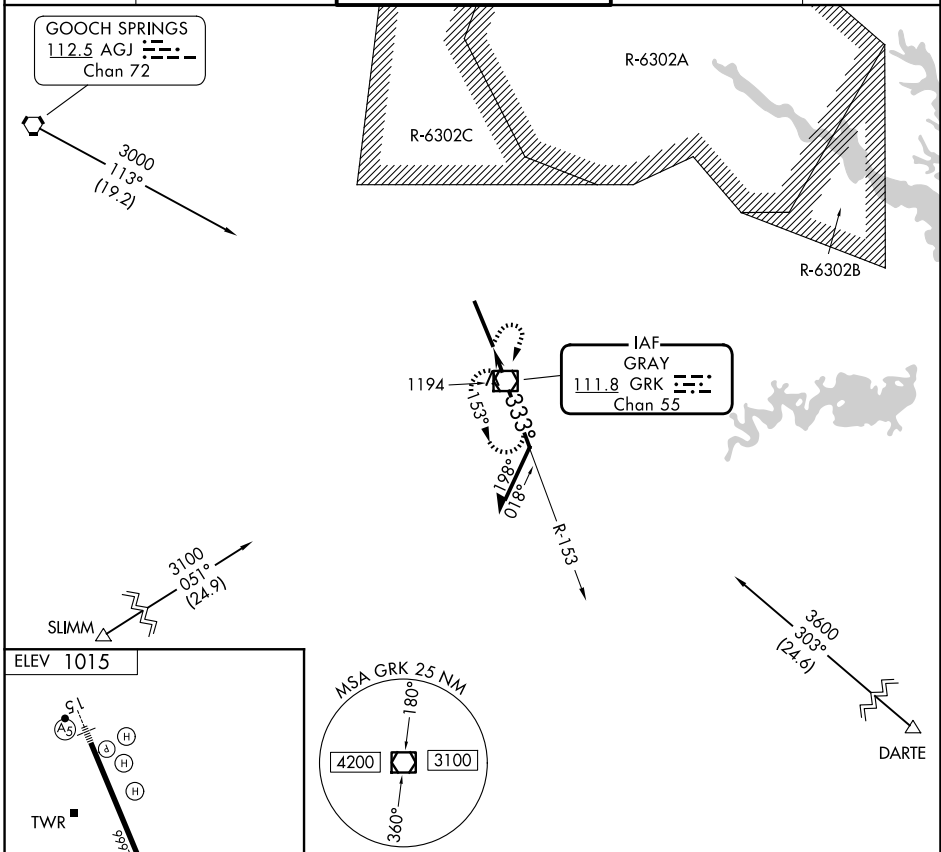 GOOCH SPRINGS
112.5 AGJ
Chan 72
R-6302A
R-6302C
R-6302B
3000
113°
(19.2)
IAF
GRAY
111.8 GRK
Chan 55
1194
153°
333°
198°
018°
R-153
3100
051°
(24.9)
SLIMM
3600
303°
(24.6)
DARTE
ELEV 1015
15
A5
P
H
H
H
TWR
MSA GRK 25 NM
180°
4200
3100
360°